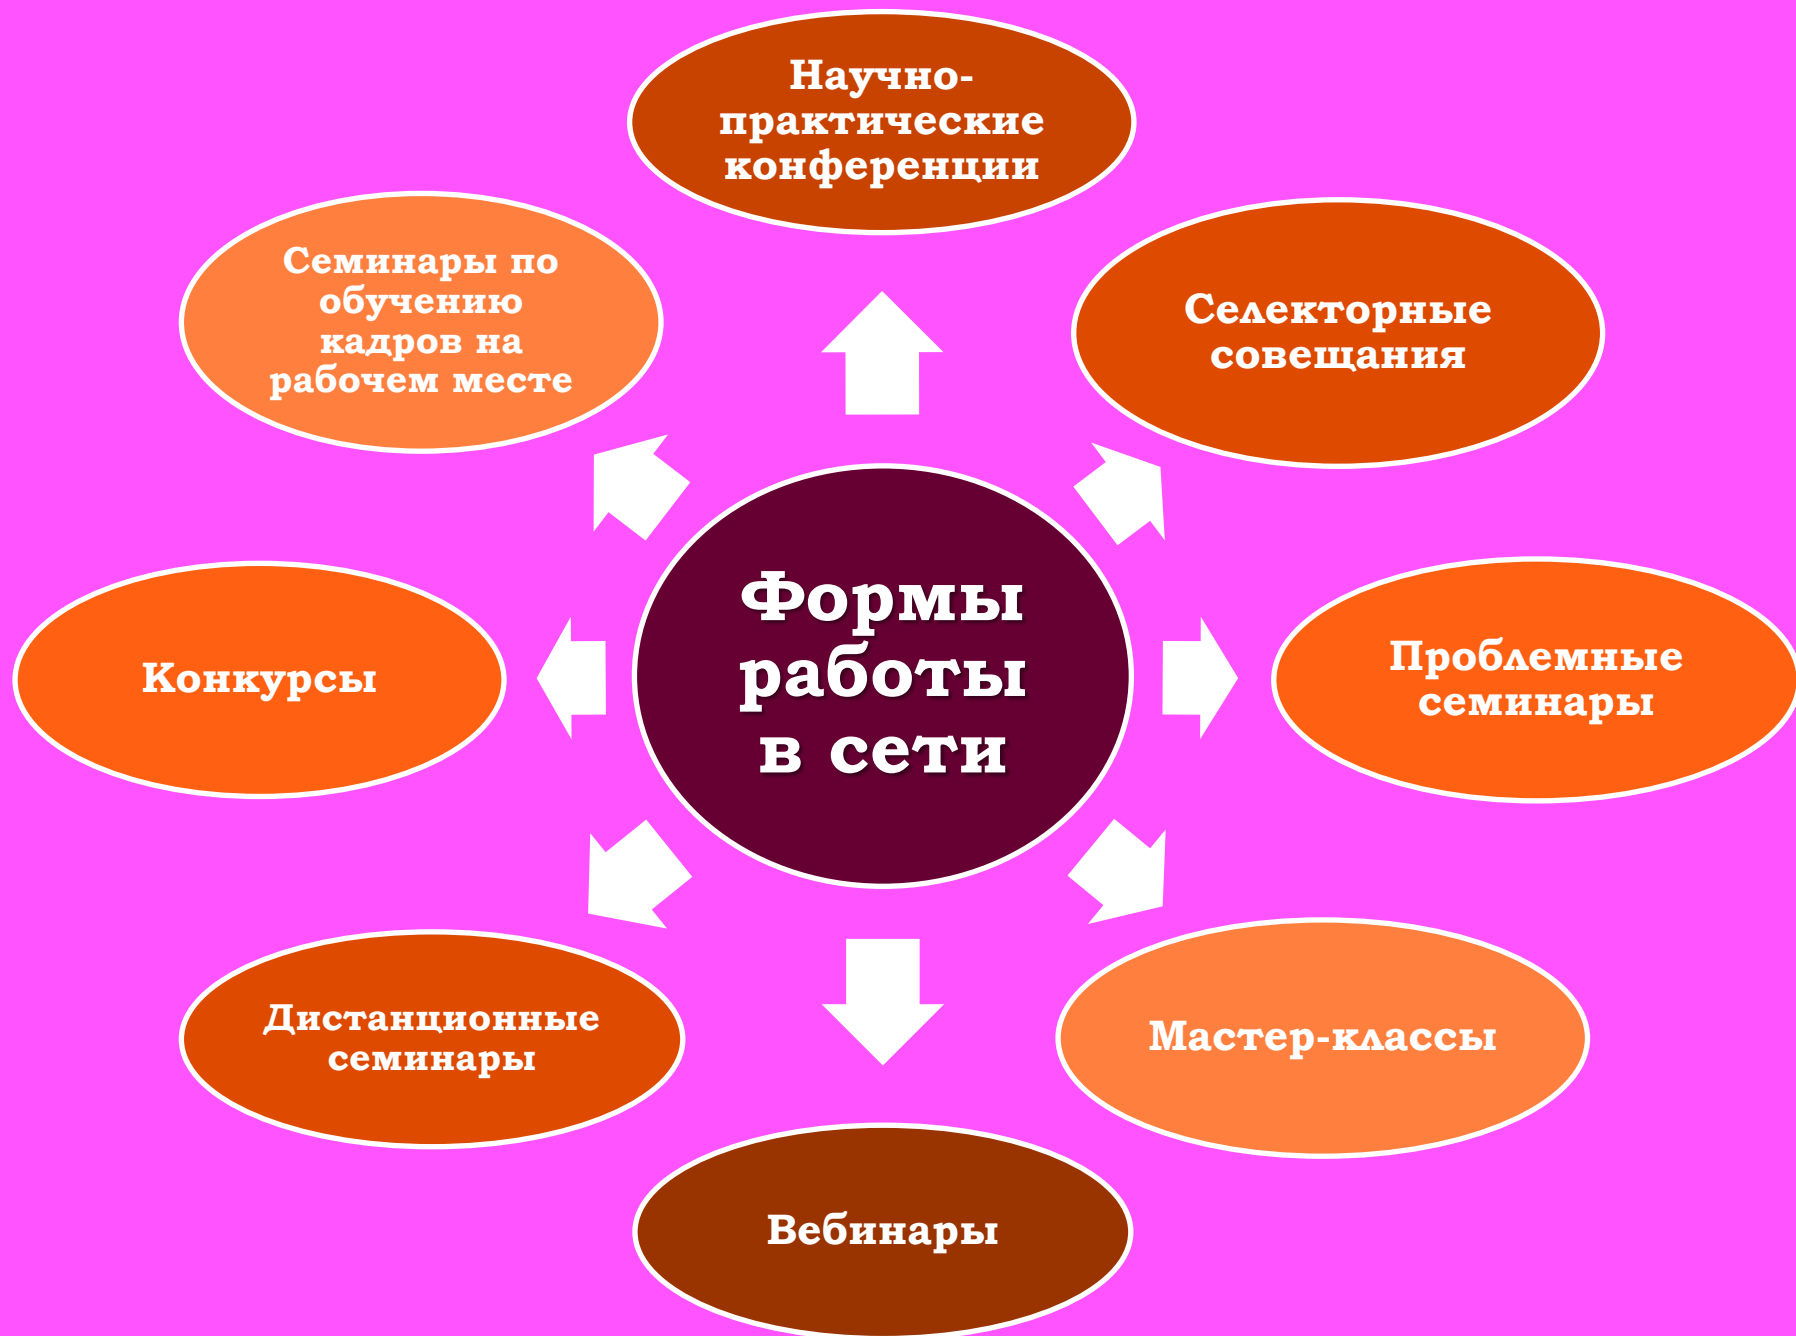 Научно-
практические
конференции
Селекторные
совещания
Проблемные
семинары
Мастер-классы
Вебинары
Дистанционные
семинары
Конкурсы
Семинары по
обучению
кадров на
рабочем месте
Формы
работы
в сети